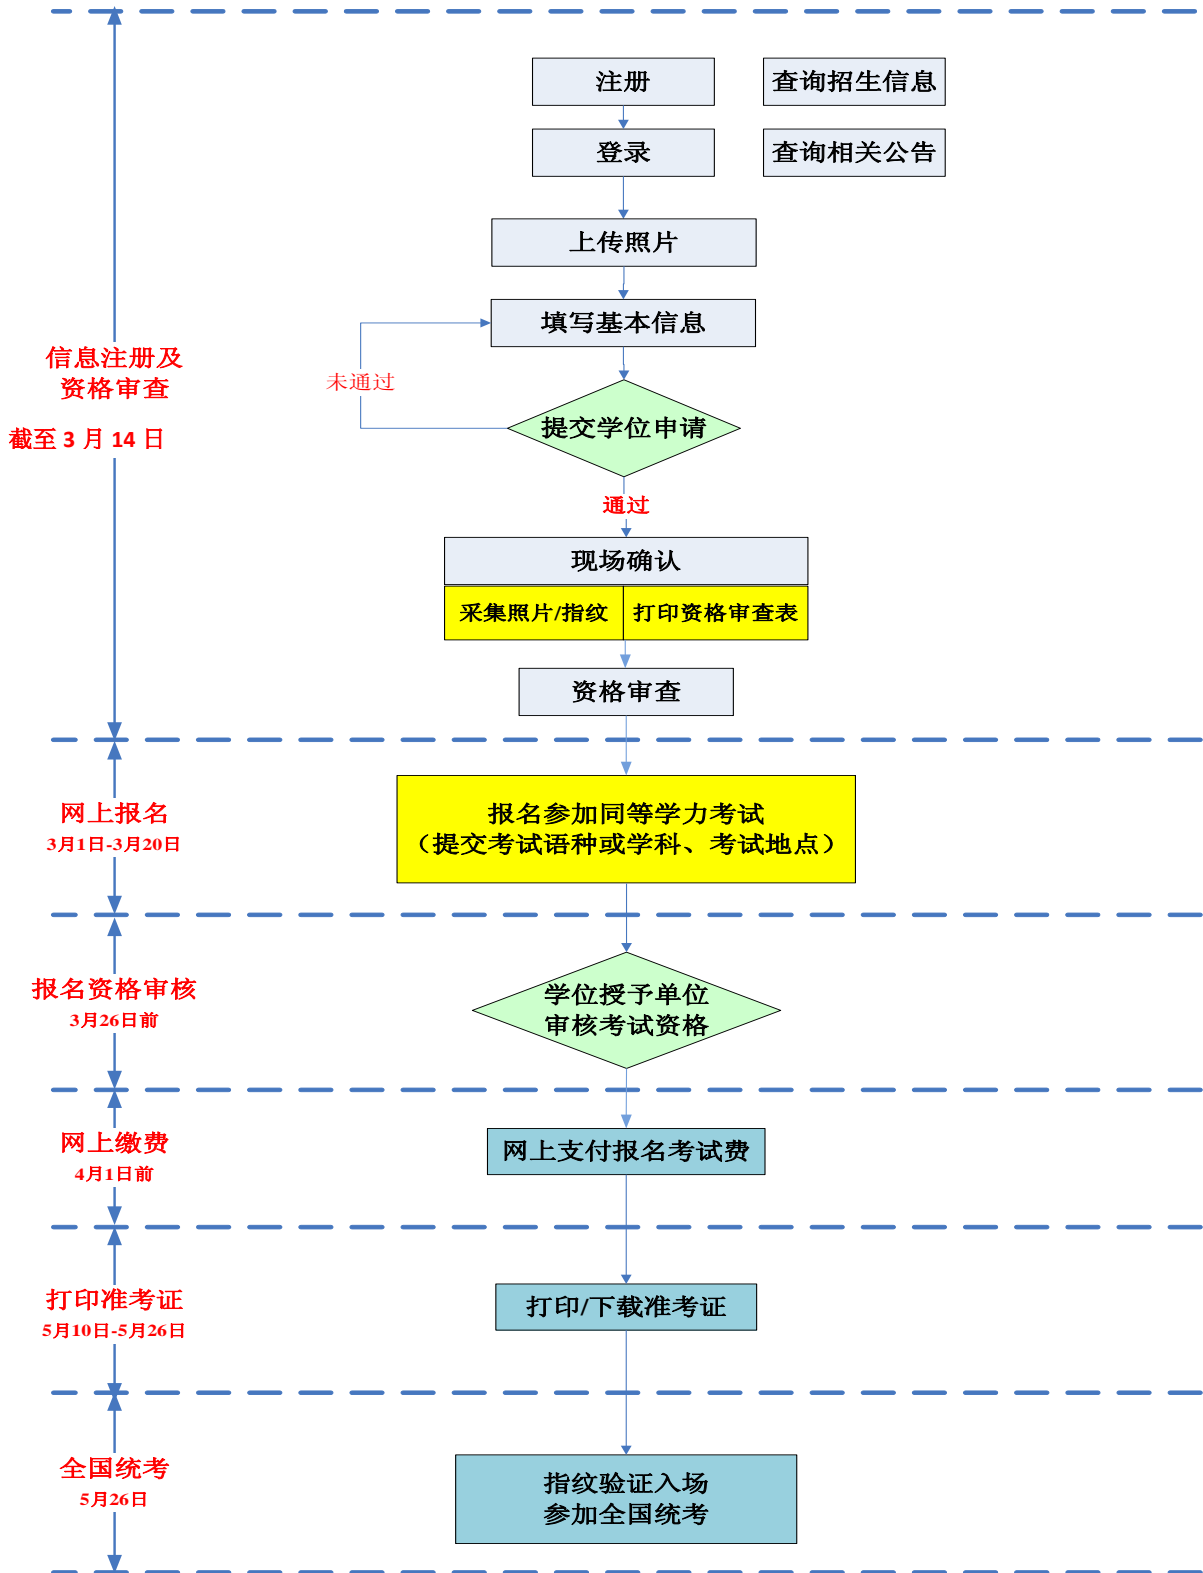 注册
查询招生信息
登录
查询相关公告
上传照片
填写基本信息
信息注册及
资格审查
截至 3 月 14 日
未通过
提交学位申请
通过
现场确认
采集照片/指纹
打印资格审查表
资格审查
网上报名
3月1日-3月20日
报名参加同等学力考试
（提交考试语种或学科、考试地点）
报名资格审核
3月26日前
学位授予单位
审核考试资格
网上缴费
4月1日前
网上支付报名考试费
打印准考证
5月10日-5月26日
打印/下载准考证
全国统考
5月26日
指纹验证入场
参加全国统考